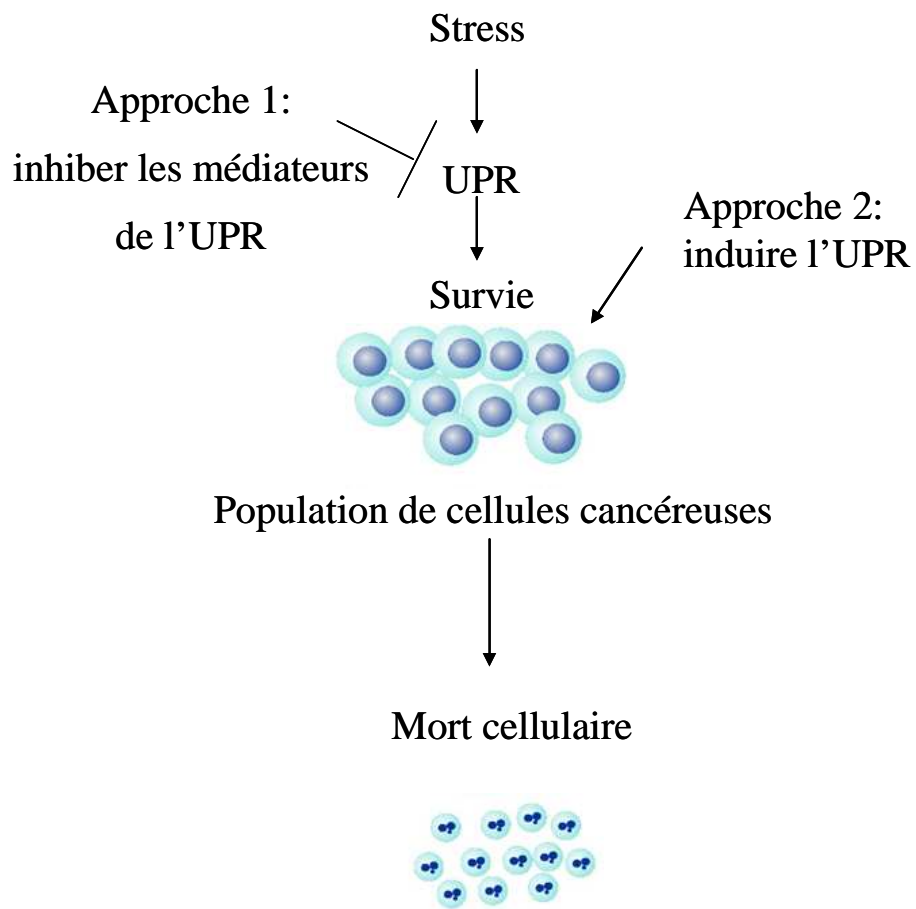 Stress
Approche 1:
inhiber les médiateurs
de l’UPR
UPR
Approche 2:
induire l’UPR
Survie
Population de cellules cancéreuses
Mort cellulaire